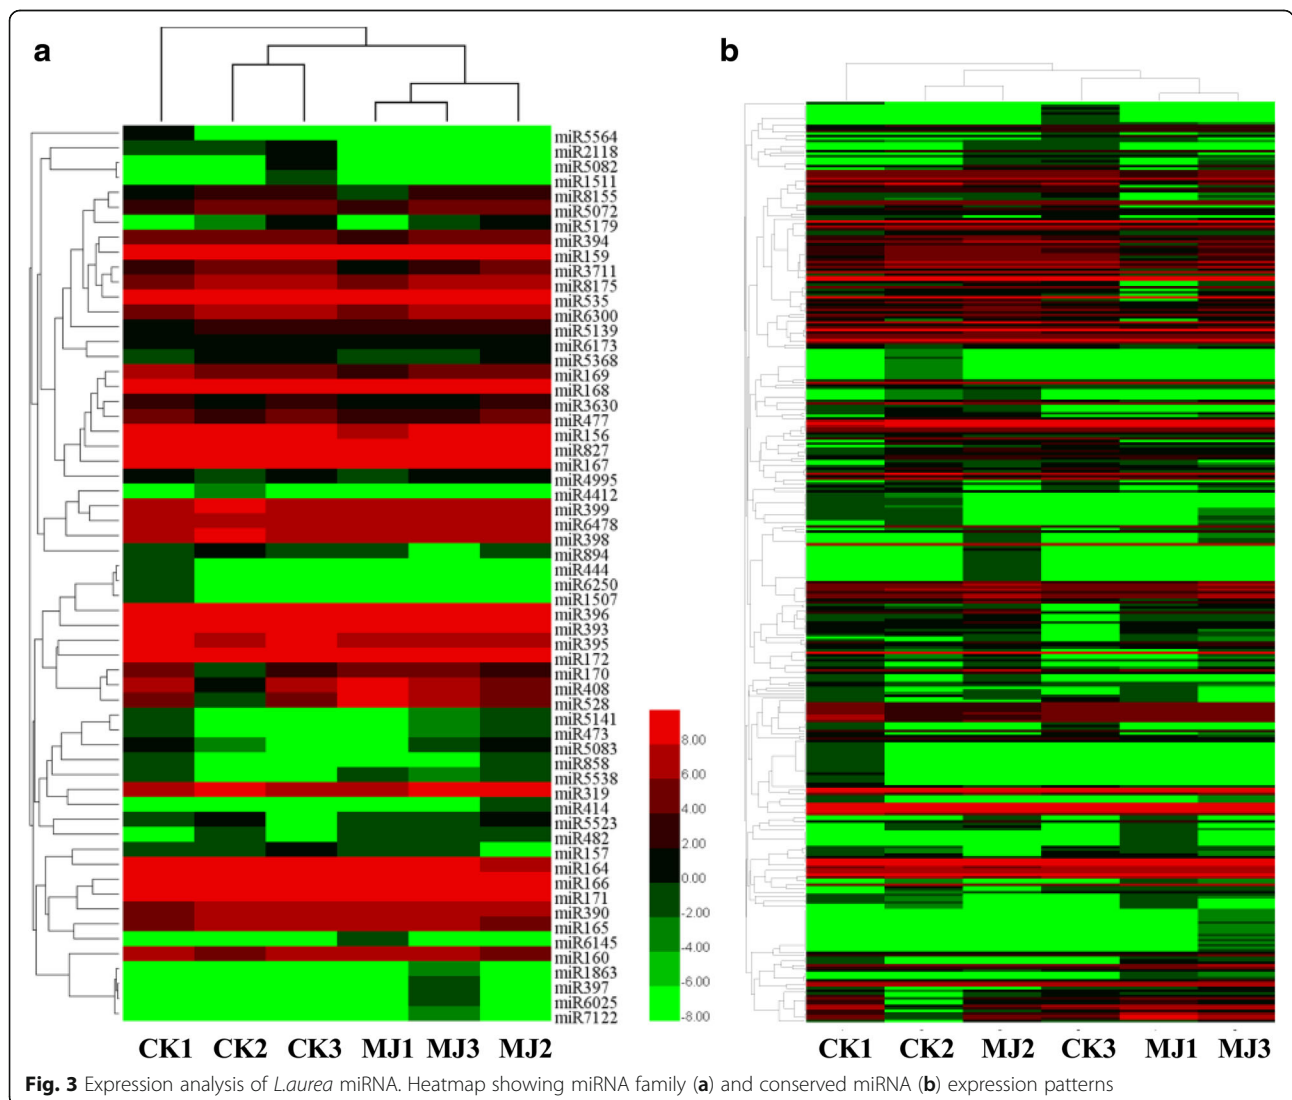 a
b
miR5564
miR2118
miR5082
miR1511
miR8155
miR5072
miR5179
miR394
miR159
miR3711
miR8175
miR535
miR6300
miR5139
miR6173
miR5368
miR169
miR168
miR3630
miR477
miR156
miR827
miR167
miR4995
miR4412
miR399
miR6478
miR398
miR894
miR444
miR6250
miR1507
miR396
miR393
miR395
miR172
miR170
miR408
miR528
miR5141
miR473
miR5083
miR858
miR5538
miR319
miR414
miR5523
miR482
miR157
miR164
miR166
miR171
miR390
miR165
miR6145
miR160
miR1863
miR397
miR6025
miR7122
8.00
6.00
4.00
2.00
0.00
-2.00
-4.00
-6.00
-8.00
CK1 CK2 CK3 MJ1 MJ3 MJ2
CK1 CK2 MJ2 CK3 MJ1 MJ3
Fig. 3 Expression analysis of L.aurea miRNA. Heatmap showing miRNA family (a) and conserved miRNA (b) expression patterns